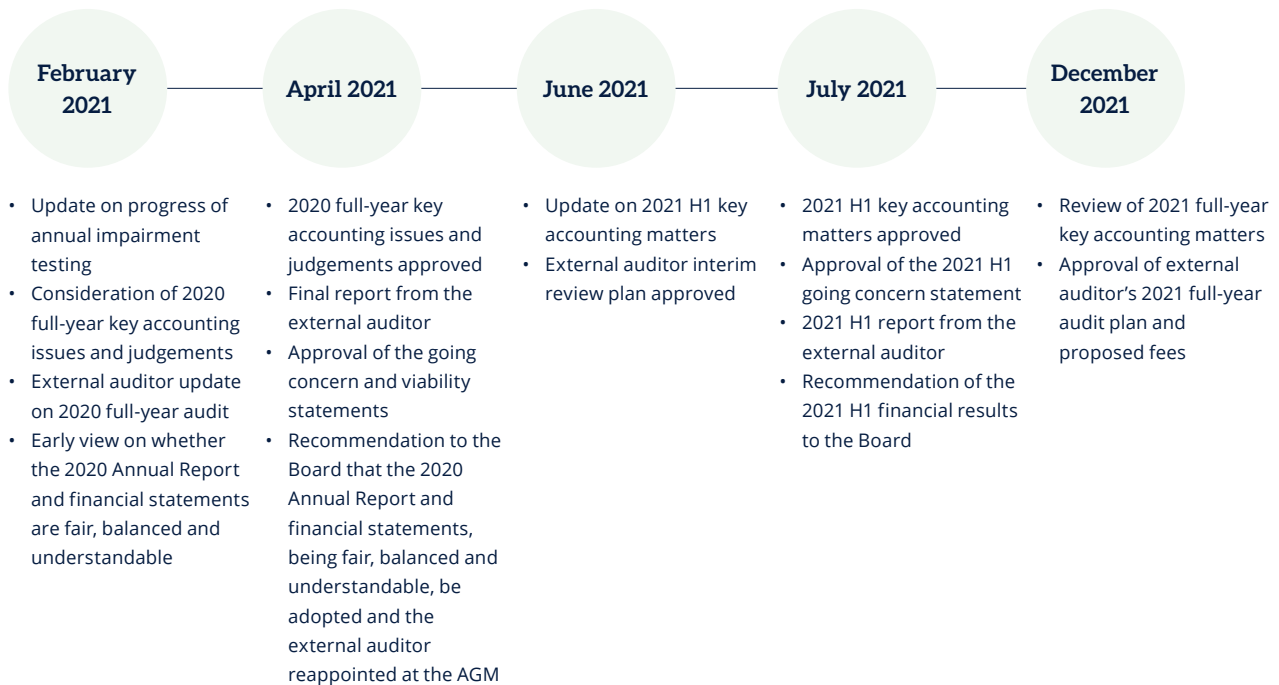 February
2021
April 2021
June 2021
July 2021
December
2021
• Update on progress of
annual impairment
testing
• Consideration of 2020
full-year key accounting
issues and judgements
• External auditor update
on 2020 full-year audit
• Early view on whether
the 2020 Annual Report
and financial statements
are fair, balanced and
understandable
• 2020 full-year key
accounting issues and
judgements approved
• Final report from the
external auditor
• Approval of the going
concern and viability
statements
• Recommendation to the
Board that the 2020
Annual Report and
financial statements,
being fair, balanced and
understandable, be
adopted and the
external auditor
reappointed at the AGM
• Update on 2021 H1 key
accounting matters
• External auditor interim
review plan approved
• 2021 H1 key accounting
matters approved
• Approval of the 2021 H1
going concern statement
• 2021 H1 report from the
external auditor
• Recommendation of the
2021 H1 financial results
to the Board
• Review of 2021 full-year
key accounting matters
• Approval of external
auditor’s 2021 full-year
audit plan and
proposed fees